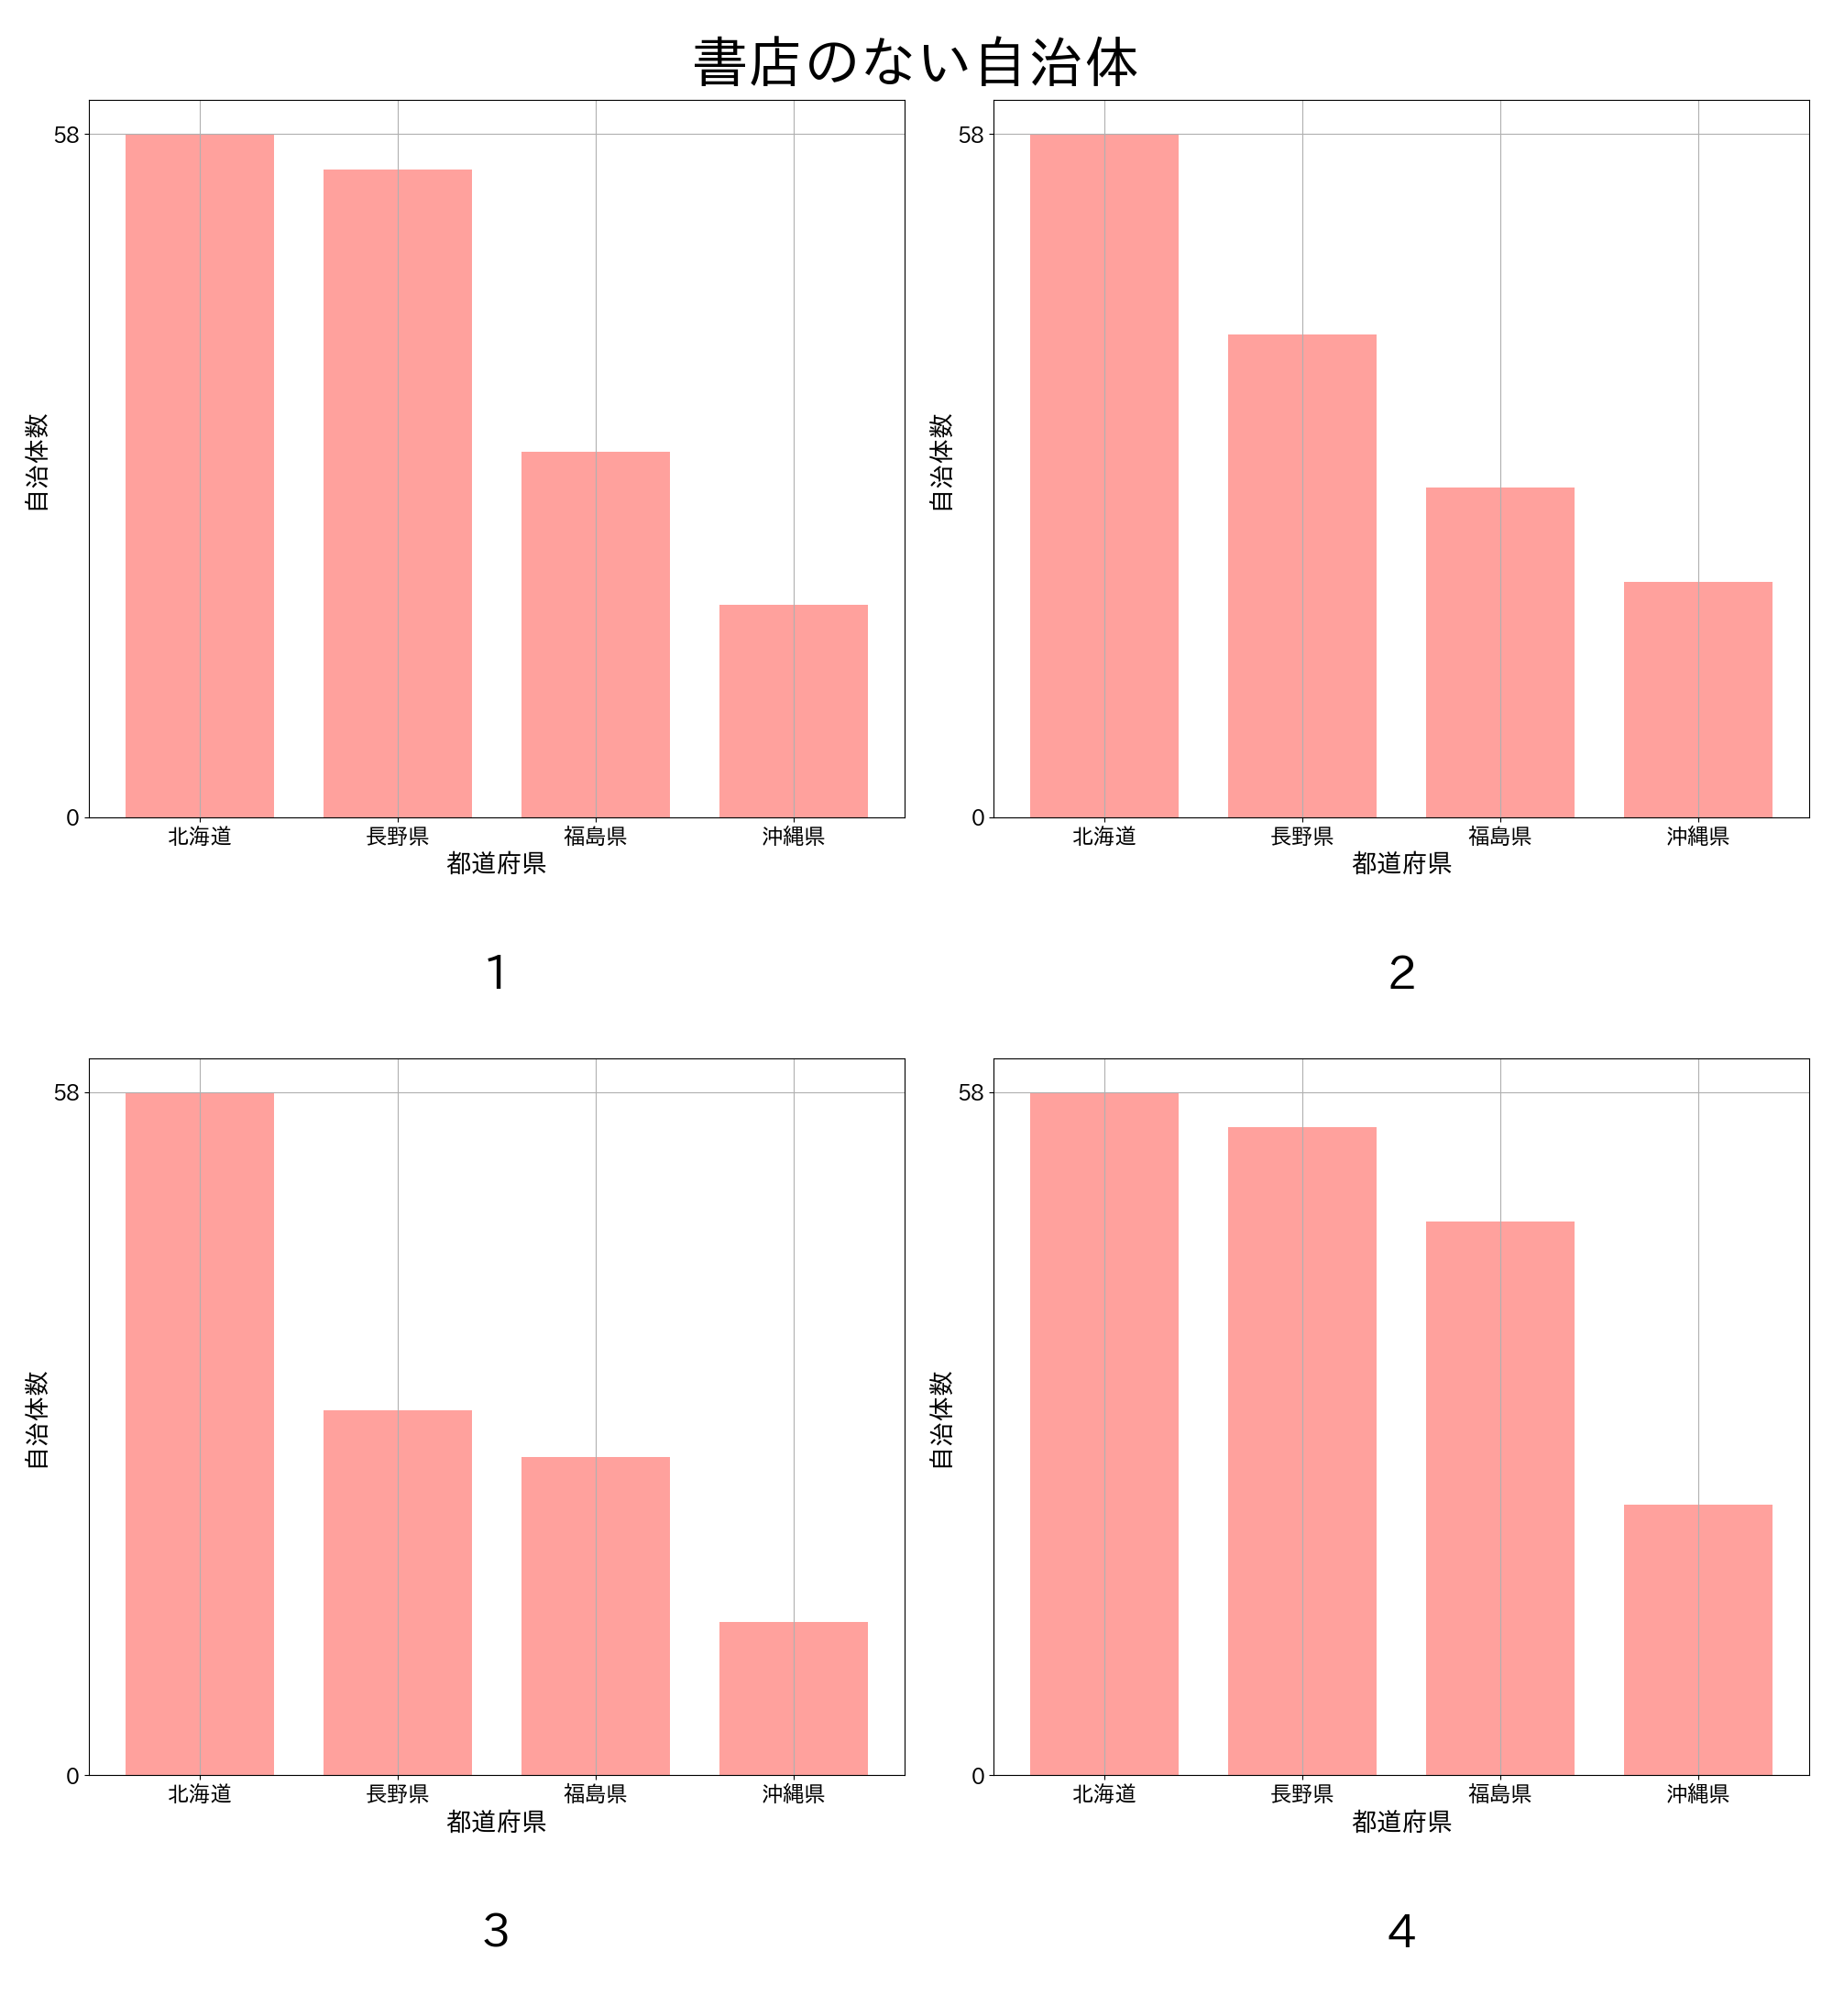 書店のない自治体
58
0
自治体数
北海道 長野県 福島県 沖縄県
都道府県
1
58
0
自治体数
北海道 長野県 福島県 沖縄県
都道府県
2
58
0
自治体数
北海道 長野県 福島県 沖縄県
都道府県
3
58
0
自治体数
北海道 長野県 福島県 沖縄県
都道府県
4